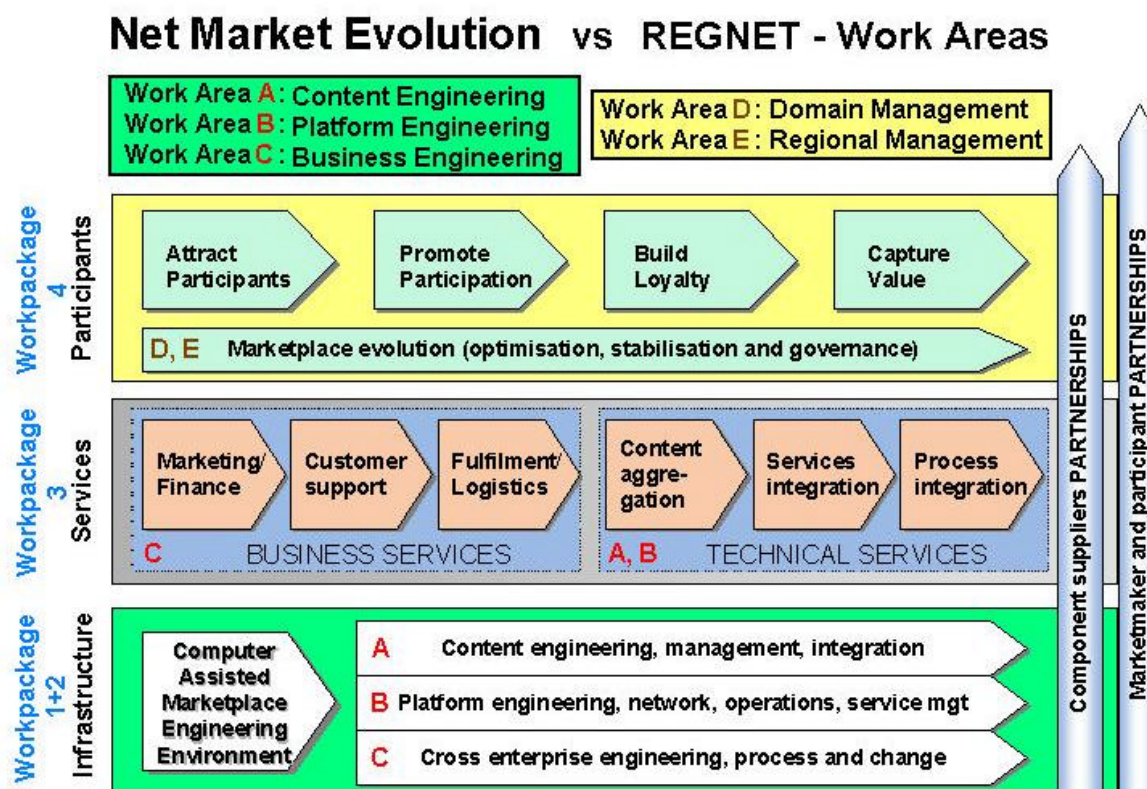 Net Market Evolution vs REGNET - Work Areas
Work Area A: Content Engineering
Work Area B: Platform Engineering
Work Area C: Business Engineering
Work Area D: Domain Management
Work Area E: Regional Management
Workpackage
4
Participants
Attract
Participants
Promote
Participation
Build
Loyalty
Capture
Value
D, E Marketplace evolution (optimisation, stabilisation and governance)
Workpackage
3
Services
Marketing/
Finance
Customer
support
Fulfilment/
Logistics
C BUSINESS SERVICES
Content
aggre-
gation
Services
integration
Process
integration
A, B TECHNICAL SERVICES
Workpackage
1+2
Infrastructure
Computer
Assisted
Marketplace
Engineering
Environment
A Content engineering, management, integration
B Platform engineering, network, operations, service mgt
C Cross enterprise engineering, process and change
Component suppliers PARTNERSHIPS
Marketmaker and participant PARTNERSHIPS